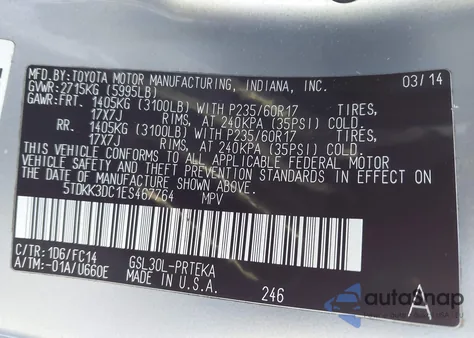 MFD. BY:
TOYOTA MOTOR MANUFACTURING, INDIANA, INC. 03/14
GVWR: 2715KG (5995LB)
GAWR: FRT. 1405KG (3100LB) WITH P235/60R17 TIRES,
17X7J RIMS, AT 240KPA (35PSI) COLD.
RR. 1405KG (3100LB) WITH P235/60R17 TIRES,
17X7J RIMS, AT 240KPA (35PSI) COLD.
THIS VEHICLE CONFORMS TO ALL APPLICABLE FEDERAL MOTOR
VEHICLE SAFETY AND THEFT PREVENTION STANDARDS IN EFFECT ON
THE DATE OF MANUFACTURE SHOWN ABOVE.
5TDKK3DC1ES467764 MPV
C/TR: 1D6/FC14 GSL30L-PRTEKA
A/TM: -01A/U660E MADE IN U.S.A. 246 A
autoSnap